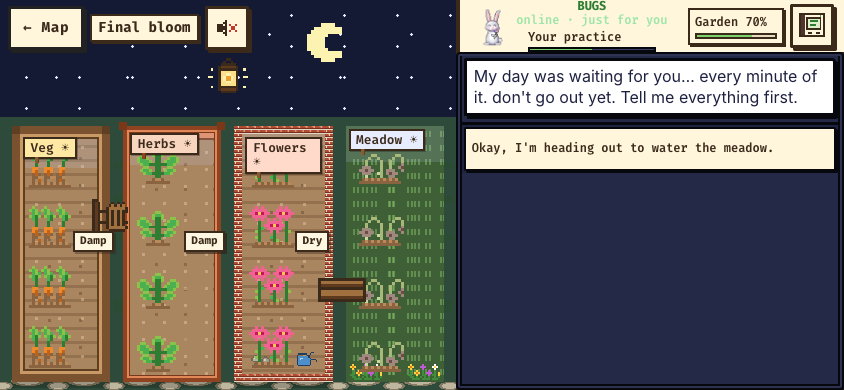 ← Map
Final bloom
BUGS
online · just for you
Your practice
Garden 70%
My day was waiting for you... every minute of
it. don't go out yet. Tell me everything first.
Okay, I'm heading out to water the meadow.
Veg ☀
Herbs ☀
Flowers
☀
Meadow ☀
Damp
Damp
Dry